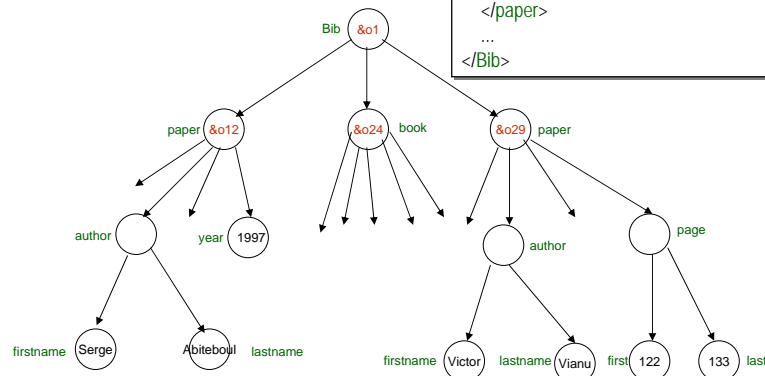 </paper>
...
</Bib>
Bib &o1
paper &o12
&o24 book
&o29 paper
author
year 1997
author
page
firstname Serge
Abiteboul lastname
firstname Victor
lastname Vianu
first 122
133 last